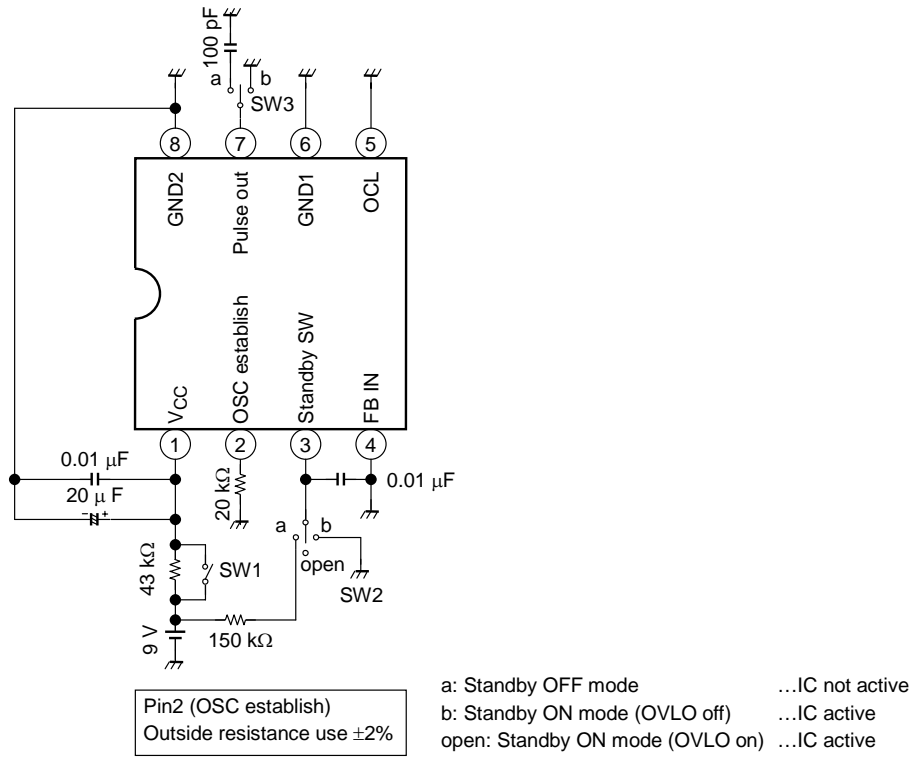 100 pF
a b
SW3
8 7 6 5
GND2 Pulse out GND1 OCL
VCC OSC establish Standby SW FB IN
1 2 3 4
0.01 μF
20 μ F
20 kΩ
0.01 μF
a b
open
SW2
43 kΩ
SW1
150 kΩ
9 V
Pin2 (OSC establish)
Outside resistance use ±2%
a: Standby OFF mode …IC not active
b: Standby ON mode (OVLO off) …IC active
open: Standby ON mode (OVLO on) …IC active